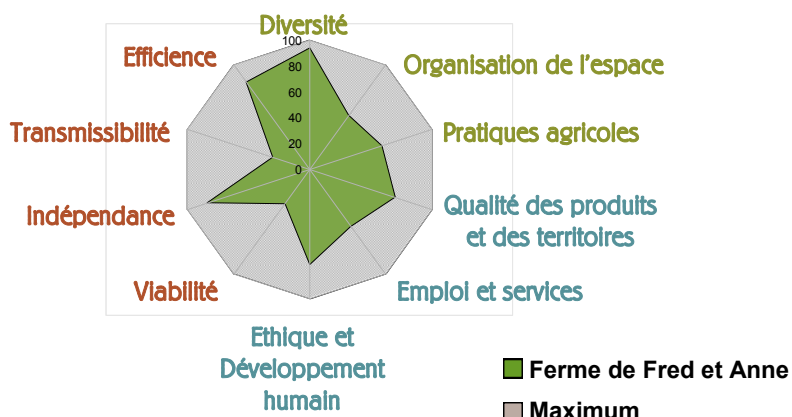 Diversité
100
80
60
40
20
0
Efficience
Organisation de l'espace
Transmissibilité
Pratiques agricoles
Indépendance
Qualité des produits
et des territoires
Viabilité
Emploi et services
Ethique et
Développement
humain
Ferme de Fred et Anne
Maximum